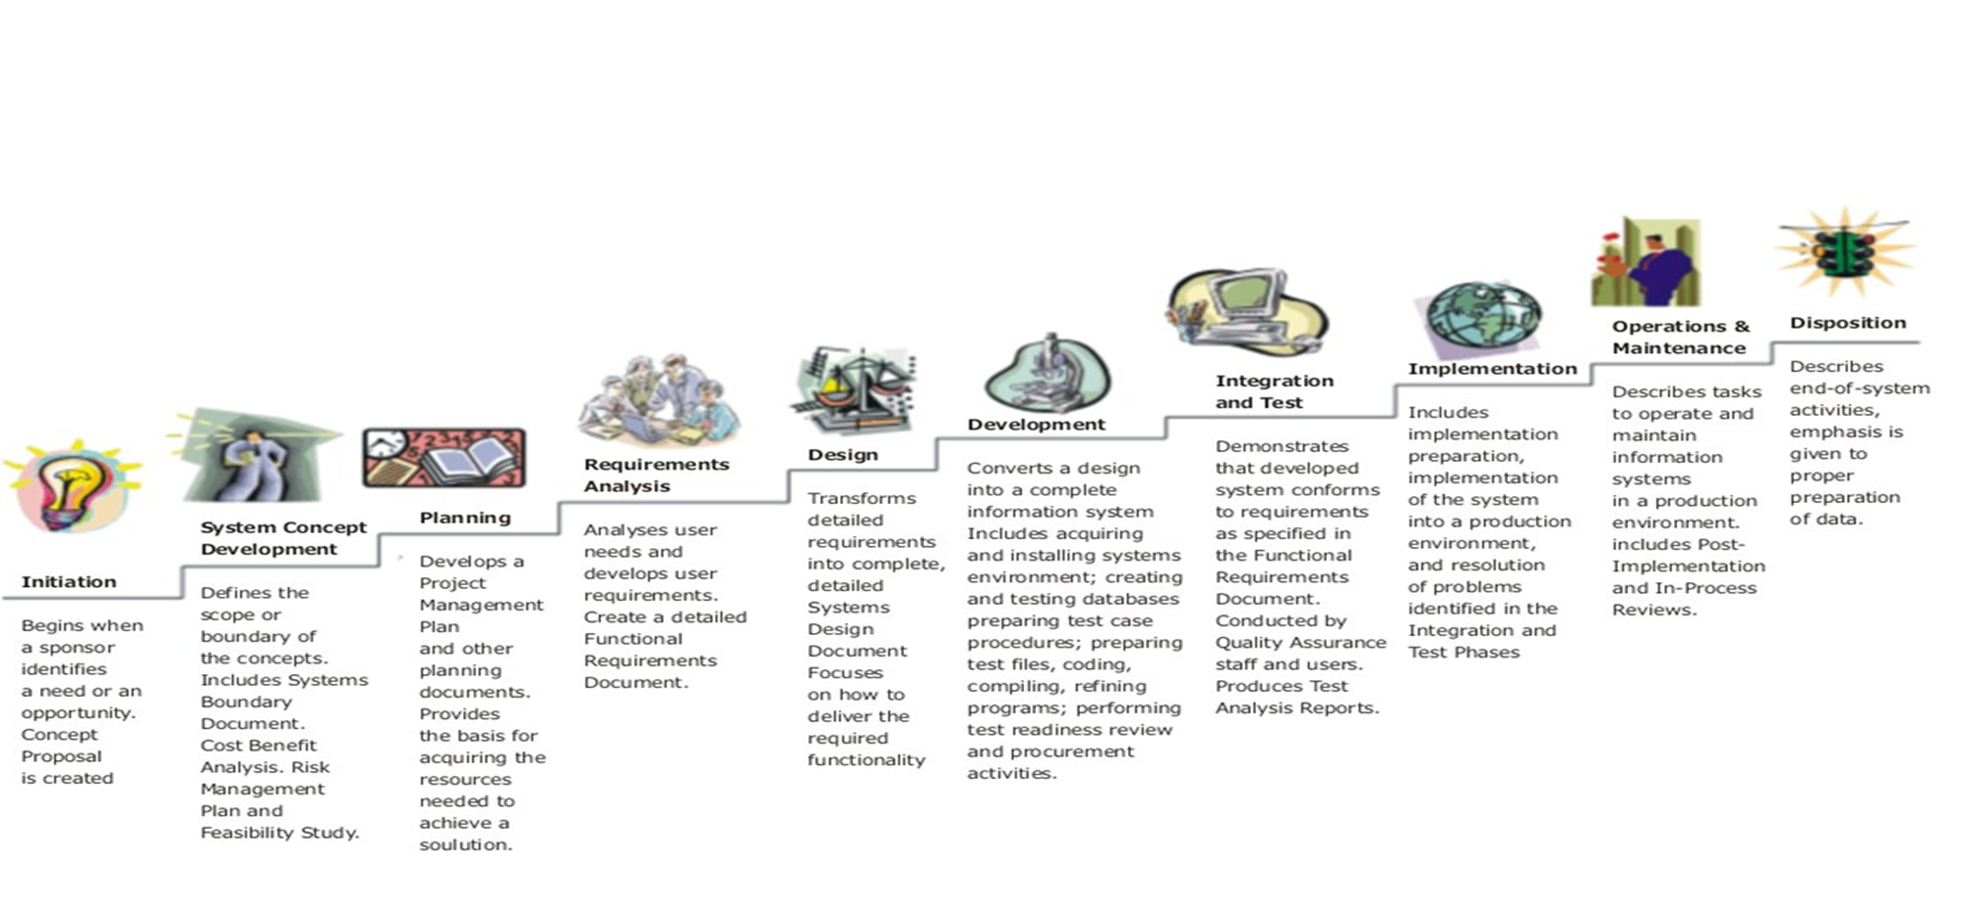 Initiation
Begins when
a sponsor
identifies
a need or an
opportunity.
Concept
Proposal
is created
System Concept
Development
Defines the
scope or
boundary of
the concepts.
Includes Systems
Boundary
Document.
Cost Benefit
Analysis. Risk
Management
Plan and
Feasibility Study.
Planning
Develops a
Project
Management
Plan
and other
planning
documents.
Provides
the basis for
acquiring the
resources
needed to
achieve a
soulution.
Requirements
Analysis
Analyses user
needs and
develops user
requirements.
Create a detailed
Functional
Requirements
Document.
Design
Transforms
detailed
requirements
into complete,
detailed
Systems
Design
Document
Focuses
on how to
deliver the
required
functionality
Development
Converts a design
into a complete
information system
Includes acquiring
and installing systems
environment; creating
and testing databases
preparing test case
procedures; preparing
test files, coding,
compiling, refining
programs; performing
test readiness review
and procurement
activities.
Integration
and Test
Demonstrates
that developed
system conforms
to requirements
as specified in
the Functional
Requirements
Document.
Conducted by
Quality Assurance
staff and users.
Produces Test
Analysis Reports.
Implementation
Includes
implementation
preparation,
implementation
of the system
into a production
environment,
and resolution
of problems
identified in the
Integration and
Test Phases
Operations &
Maintenance
Describes tasks
to operate and
maintain
information
systems
in a production
environment.
includes Post-
Implementation
and In-Process
Reviews.
Disposition
Describes
end-of-system
activities,
emphasis is
given to
proper
preparation
of data.